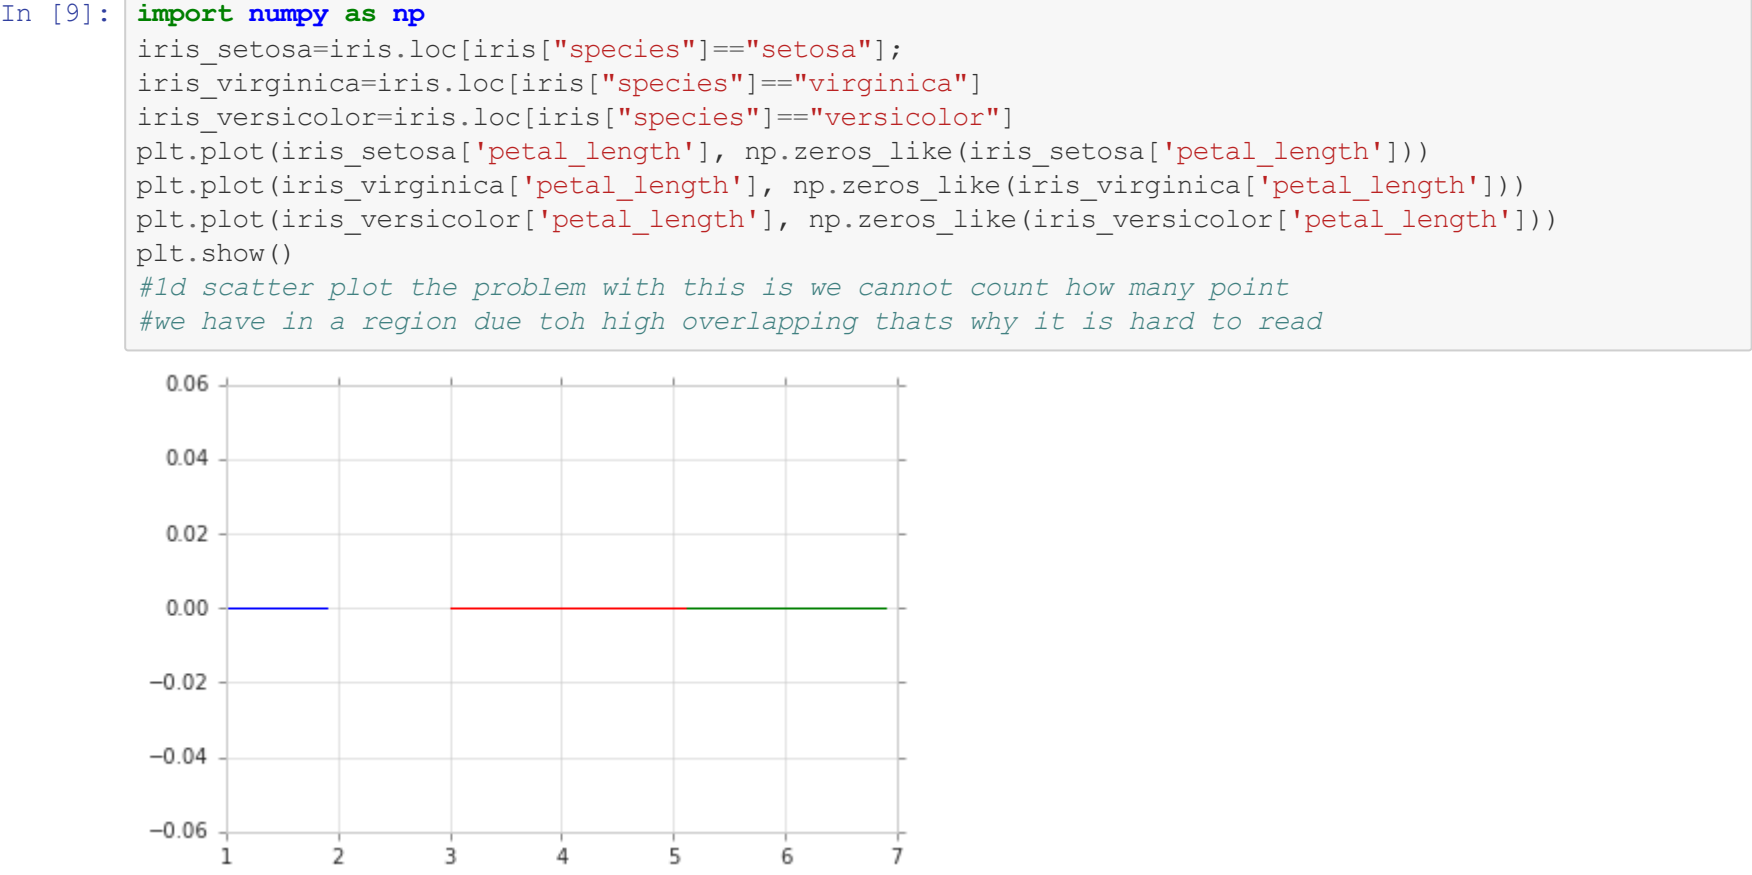 In [9]: import numpy as np
iris_setosa=iris.loc[iris["species"]=="setosa"];
iris_virginica=iris.loc[iris["species"]=="virginica"]
iris_versicolor=iris.loc[iris["species"]=="versicolor"]
plt.plot(iris_setosa['petal_length'], np.zeros_like(iris_setosa['petal_length']))
plt.plot(iris_virginica['petal_length'], np.zeros_like(iris_virginica['petal_length']))
plt.plot(iris_versicolor['petal_length'], np.zeros_like(iris_versicolor['petal_length']))
plt.show()
#1d scatter plot the problem with this is we cannot count how many point
#we have in a region due toh high overlapping thats why it is hard to read
0.06
0.04
0.02
0.00
−0.02
−0.04
−0.06
1 2 3 4 5 6 7